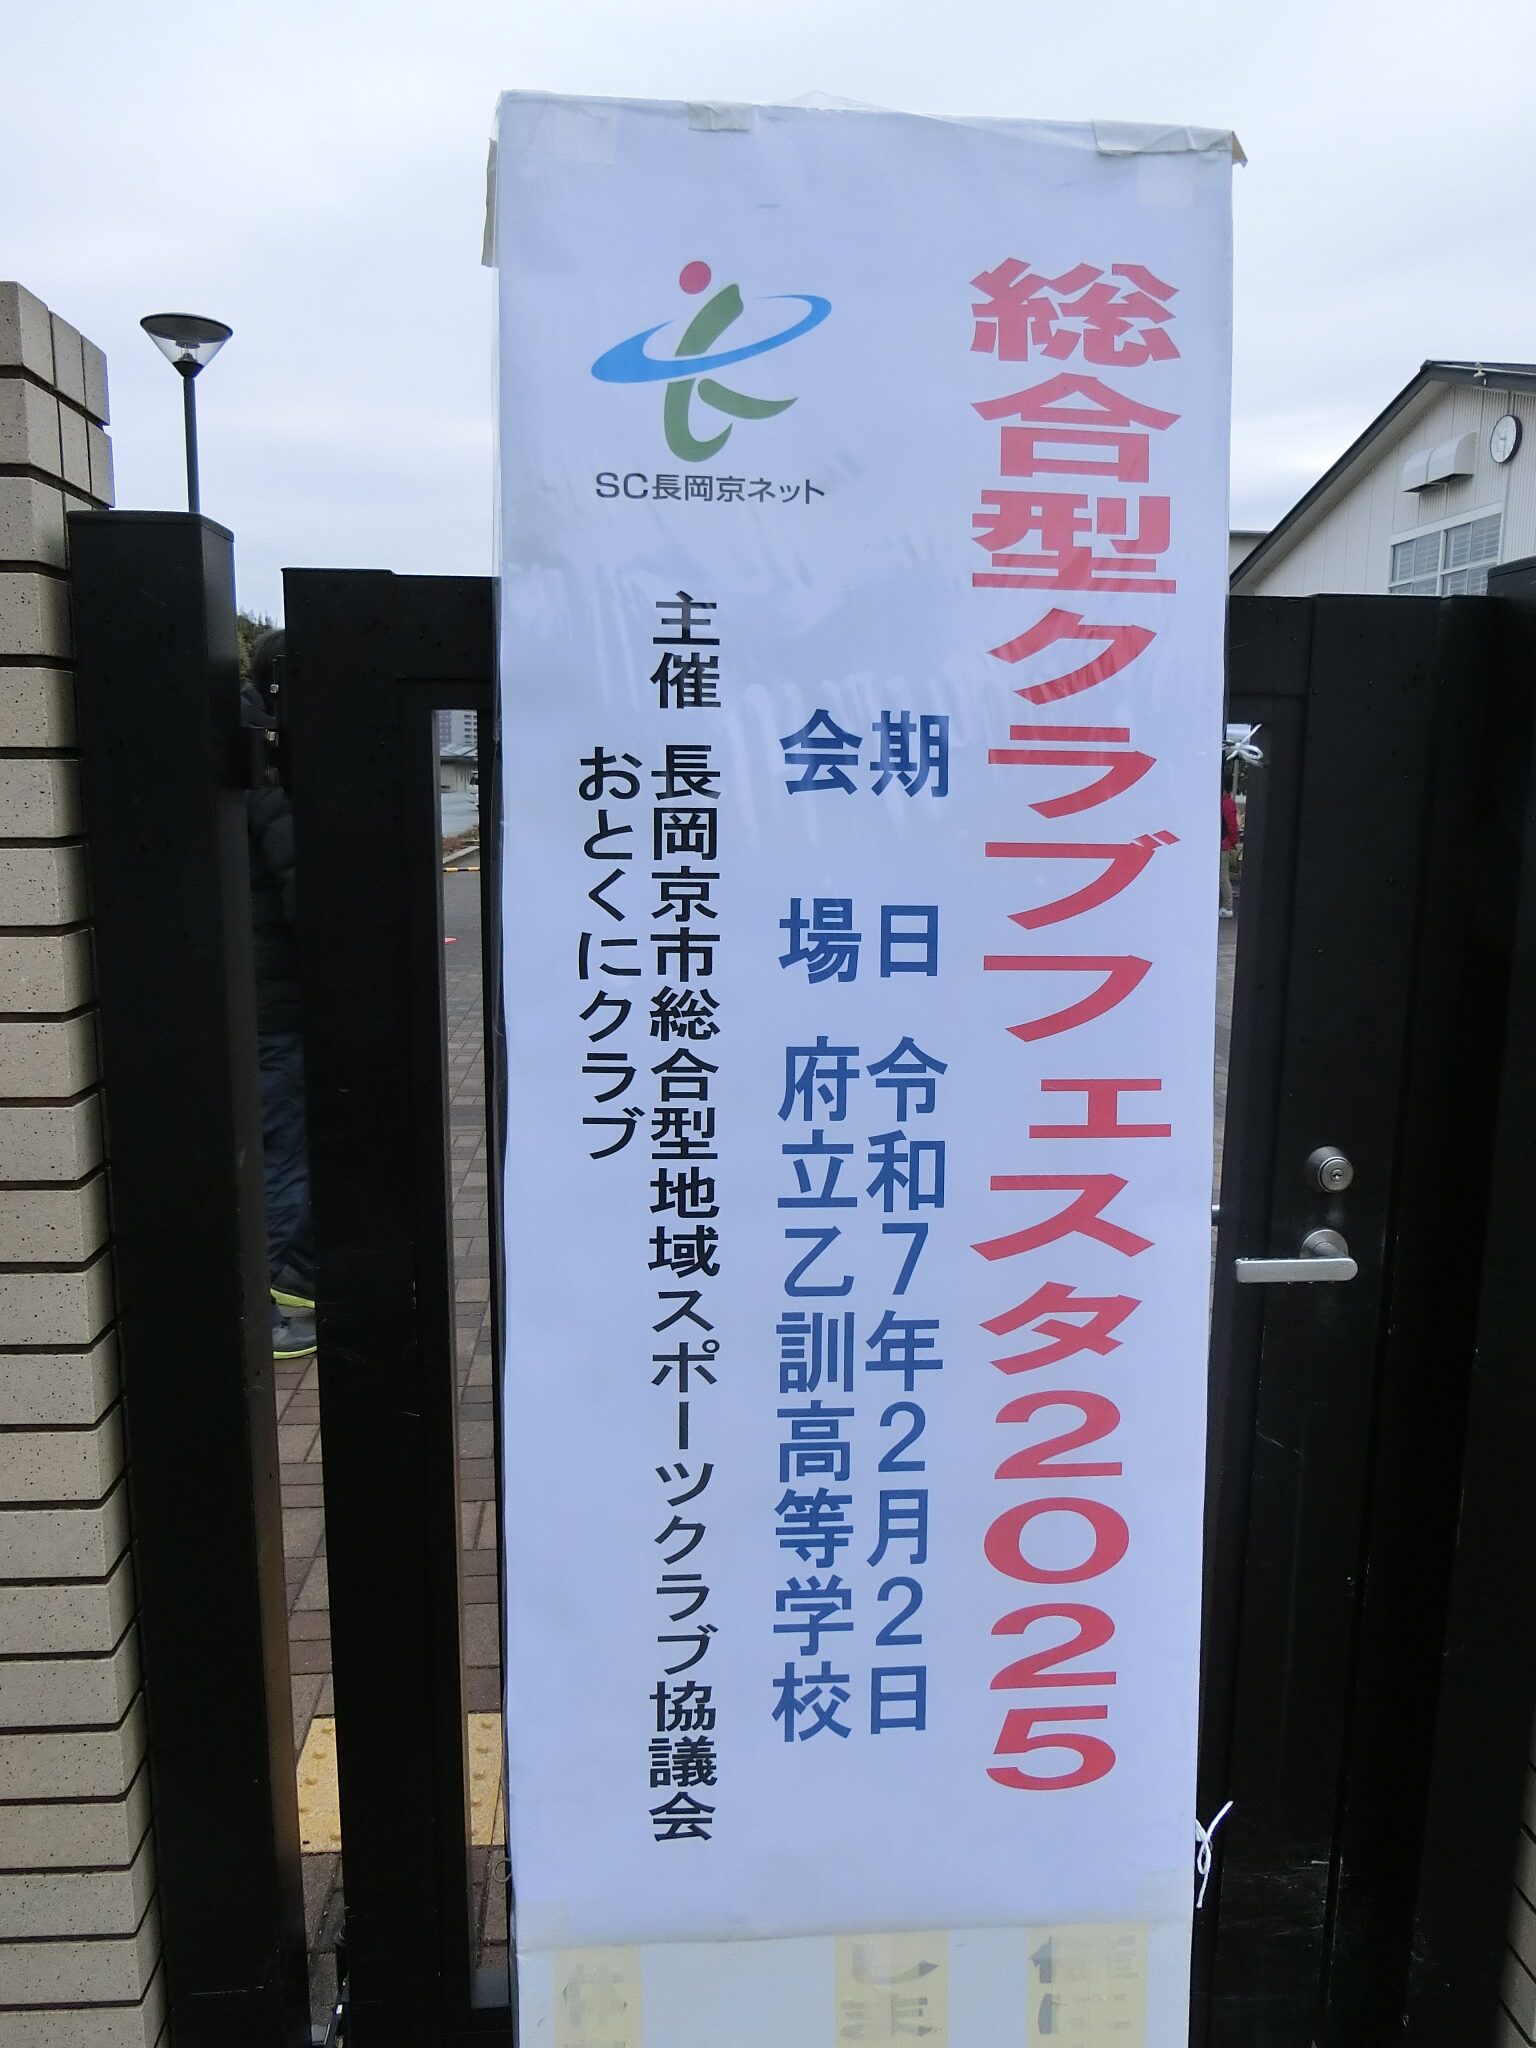 総合型クラブフェスタ2025
期 日 令和7年2月2日
会 場 府立乙訓高等学校
主催 長岡京市総合型地域スポーツクラブ協議会
おとくにクラブ
SC長岡京ネット